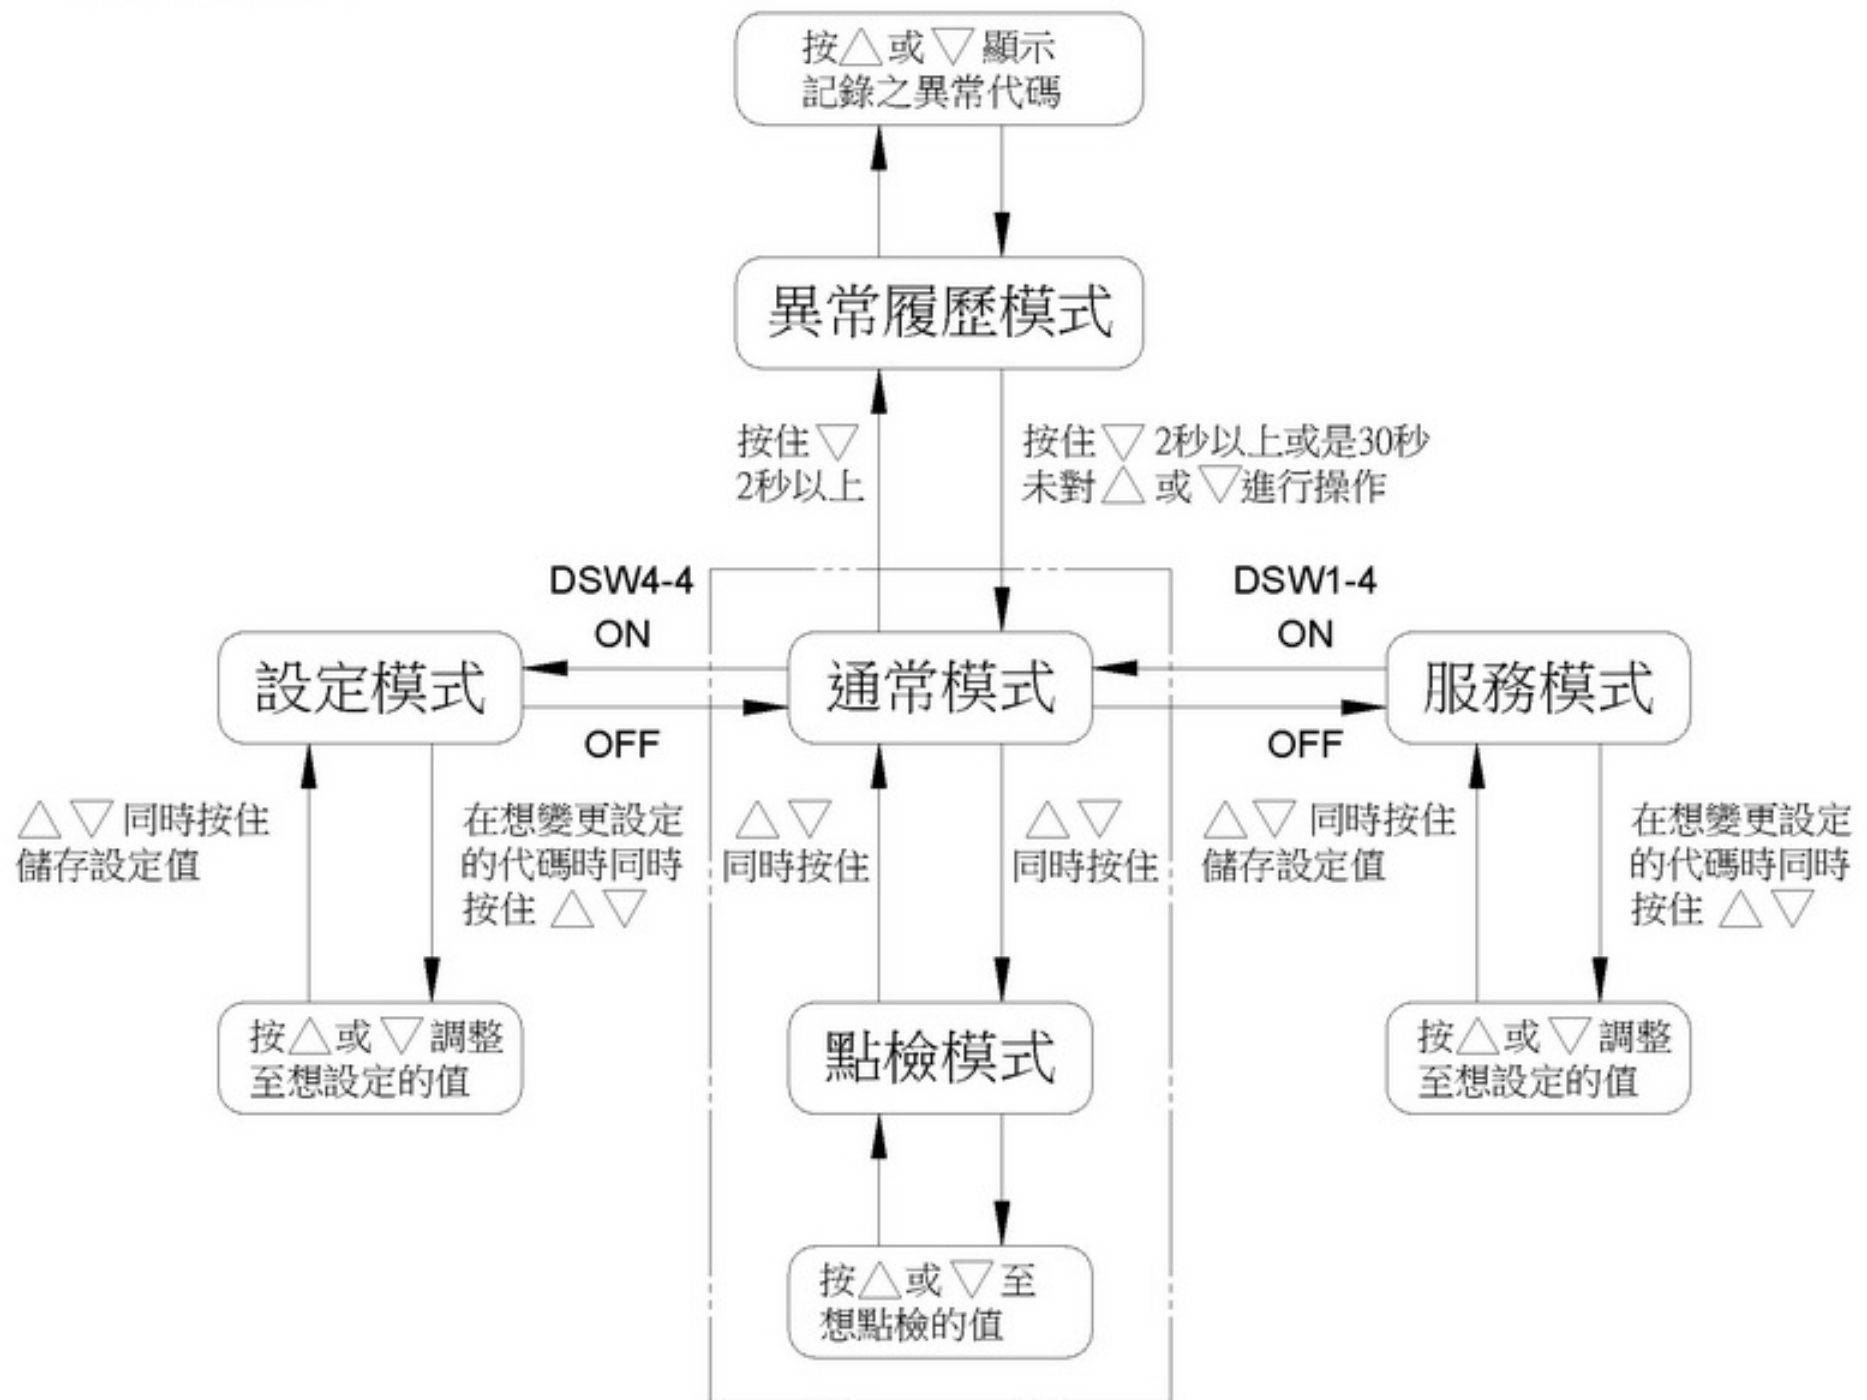 按△或▽顯示
記錄之異常代碼
異常履歷模式
按住▽
2秒以上
按住▽2秒以上或是30秒
未對△或▽進行操作
DSW4-4
ON
OFF
DSW1-4
ON
OFF
設定模式
通常模式
服務模式
△▽同時按住
儲存設定值
在想變更設定
的代碼時同時
按住△▽
△▽
同時按住
△▽
同時按住
△▽同時按住
儲存設定值
在想變更設定
的代碼時同時
按住△▽
按△或▽調整
至想設定的值
點檢模式
按△或▽調整
至想設定的值
按△或▽至
想點檢的值